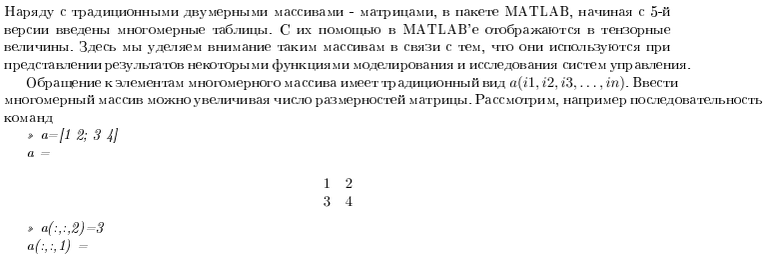 Наряду с традиционными двумерными массивами - матрицами, в пакете MATLAB, начиная с 5-й
версии введены многомерные таблицы. С их помощью в MATLAB'e отображаются в тензорные
величины. Здесь мы уделяем внимание таким массивам в связи с тем, что они используются при
представлении результатов некоторыми функциями моделирования и исследования систем управления.
Обращение к элементам многомерного массива имеет традиционный вид a(i1, i2, i3, . . . , in). Ввести
многомерный массив можно увеличивая число размерностей матрицы. Рассмотрим, например последовательность
команд
» a=[1 2; 3 4]
a =
1 2
3 4
» a(:,:,2)=3
a(:,:,1) =